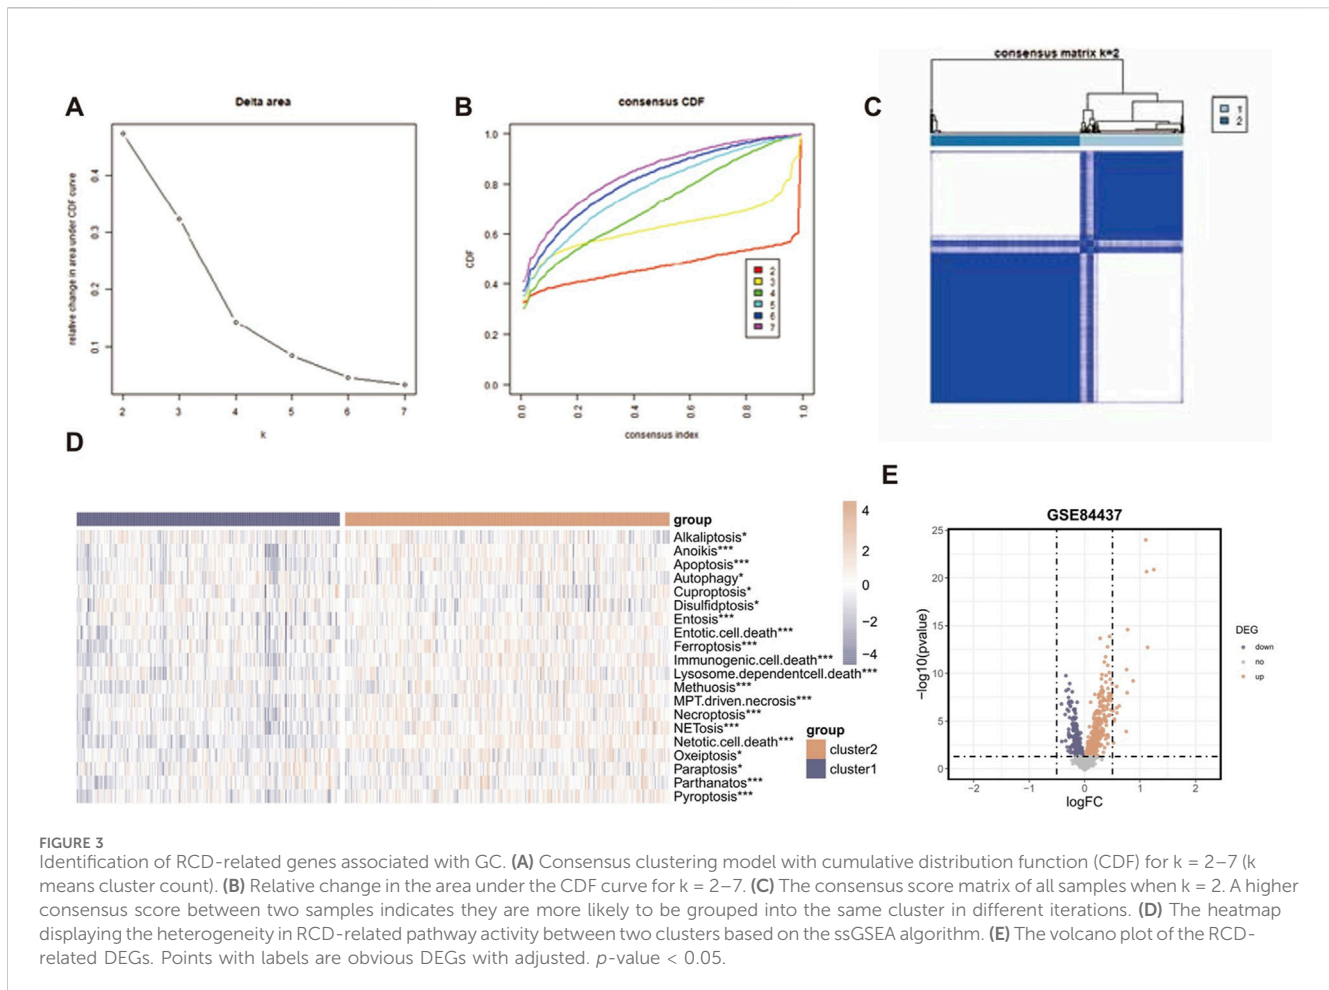 A
Delta area
relative change in area under CDF curve
0.4
0.3
0.2
0.1
2 3 4 5 6 7
k
B
consensus CDF
CDF
1.0
0.8
0.6
0.4
0.2
0.0
2
3
4
5
6
7
0.0 0.2 0.4 0.6 0.8 1.0
consensus index
C
consensus matrix k=2
1
2
D
group
Alkaliptosis*
Anoikis***
Apoptosis***
Autophagy*
Cuproptosis*
Disulfidptosis*
Entosis***
Entotic.cell.death***
Ferroptosis***
Immunogenic.cell.death***
Lysosome.dependentcell.death***
Methuosis***
MPT.driven.necrosis***
Necroptosis***
NETosis***
Netotic.cell.death***
Oxeiptosis*
Paraptosis*
Parthanatos***
Pyroptosis***
4
2
0
−2
−4
group
cluster2
cluster1
E
GSE84437
−log10(pvalue)
25
20
15
10
5
0
−2 −1 0 1 2
logFC
DEG
down
no
up
FIGURE 3
Identification of RCD-related genes associated with GC. (A) Consensus clustering model with cumulative distribution function (CDF) for k = 2–7 (k
means cluster count). (B) Relative change in the area under the CDF curve for k = 2–7. (C) The consensus score matrix of all samples when k = 2. A higher
consensus score between two samples indicates they are more likely to be grouped into the same cluster in different iterations. (D) The heatmap
displaying the heterogeneity in RCD-related pathway activity between two clusters based on the ssGSEA algorithm. (E) The volcano plot of the RCD-
related DEGs. Points with labels are obvious DEGs with adjusted. p-value < 0.05.